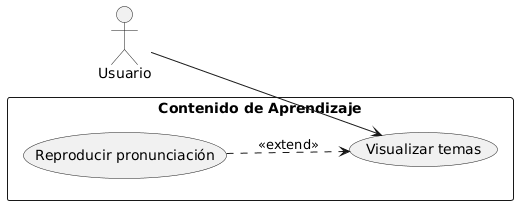 Usuario
Contenido de Aprendizaje
Reproducir pronunciación
«extend»
Visualizar temas